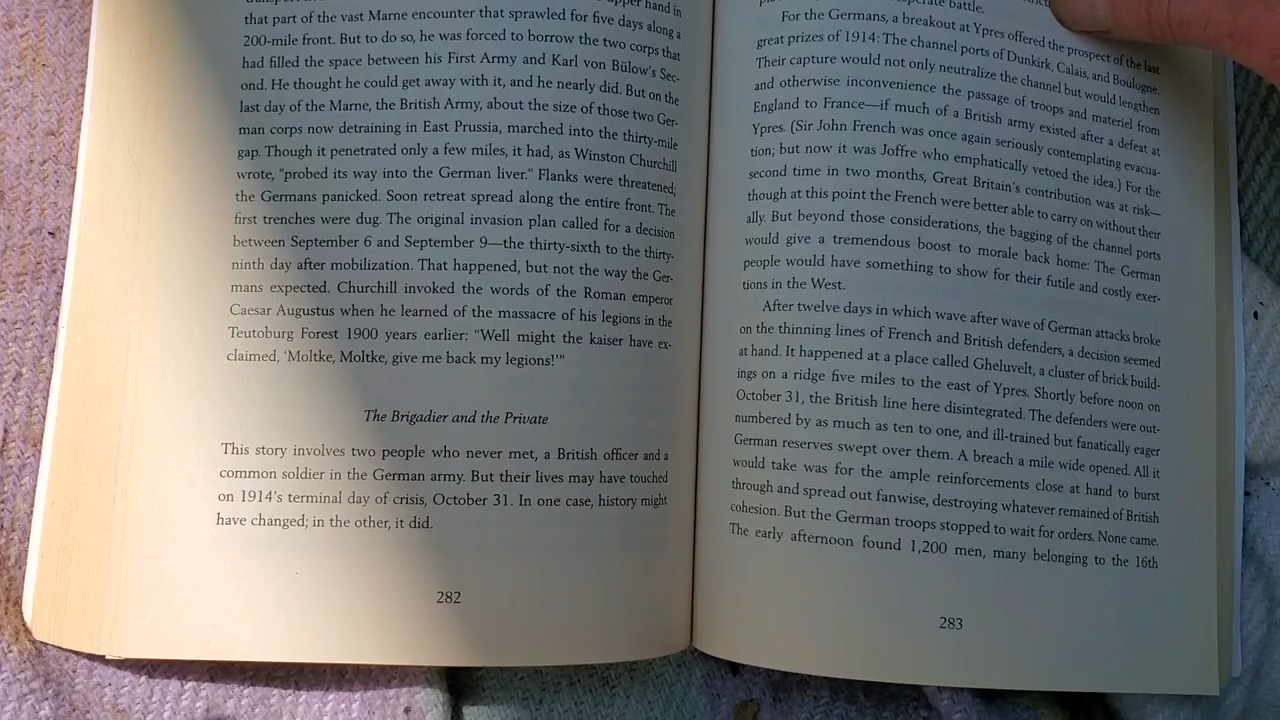 upper hand in
that part of the vast Marne encounter that sprawled for five days along a
200-mile front. But to do so, he was forced to borrow the two corps that
had filled the space between his First Army and Karl von Bülow's Sec-
ond. He thought he could get away with it, and he nearly did. But on the
last day of the Marne, the British Army, about the size of those two Ger-
man corps now detraining in East Prussia, marched into the thirty-mile
gap. Though it penetrated only a few miles, it had, as Winston Churchill
wrote, "probed its way into the German liver." Flanks were threatened;
the Germans panicked. Soon retreat spread along the entire front. The
first trenches were dug. The original invasion plan called for a decision
between September 6 and September 9—the thirty-sixth to the thirty-
ninth day after mobilization. That happened, but not the way the Ger-
mans expected. Churchill invoked the words of the Roman emperor
Caesar Augustus when he learned of the massacre of his legions in the
Teutoburg Forest 1900 years earlier: "Well might the kaiser have ex-
claimed, 'Moltke, Moltke, give me back my legions!'"
The Brigadier and the Private
This story involves two people who never met, a British officer and a
common soldier in the German army. But their lives may have touched
on 1914's terminal day of crisis, October 31. In one case, history might
have changed; in the other, it did.
282
battle.
For the Germans, a breakout at Ypres offered the prospect of the last
great prizes of 1914: The channel ports of Dunkirk, Calais, and Boulogne.
Their capture would not only neutralize the channel but would lengthen
and otherwise inconvenience the passage of troops and materiel from
England to France—if much of a British army existed after a defeat at
Ypres. (Sir John French was once again seriously contemplating evacua-
tion; but now it was Joffre who emphatically vetoed the idea.) For the
second time in two months, Great Britain's contribution was at risk—
though at this point the French were better able to carry on without their
ally. But beyond those considerations, the bagging of the channel ports
would give a tremendous boost to morale back home: The German
people would have something to show for their futile and costly exer-
tions in the West.
After twelve days in which wave after wave of German attacks broke
on the thinning lines of French and British defenders, a decision seemed
at hand. It happened at a place called Gheluvelt, a cluster of brick build-
ings on a ridge five miles to the east of Ypres. Shortly before noon on
October 31, the British line here disintegrated. The defenders were out-
numbered by as much as ten to one, and ill-trained but fanatically eager
German reserves swept over them. A breach a mile wide opened. All it
would take was for the ample reinforcements close at hand to burst
through and spread out fanwise, destroying whatever remained of British
cohesion. But the German troops stopped to wait for orders. None came.
The early afternoon found 1,200 men, many belonging to the 16th
283